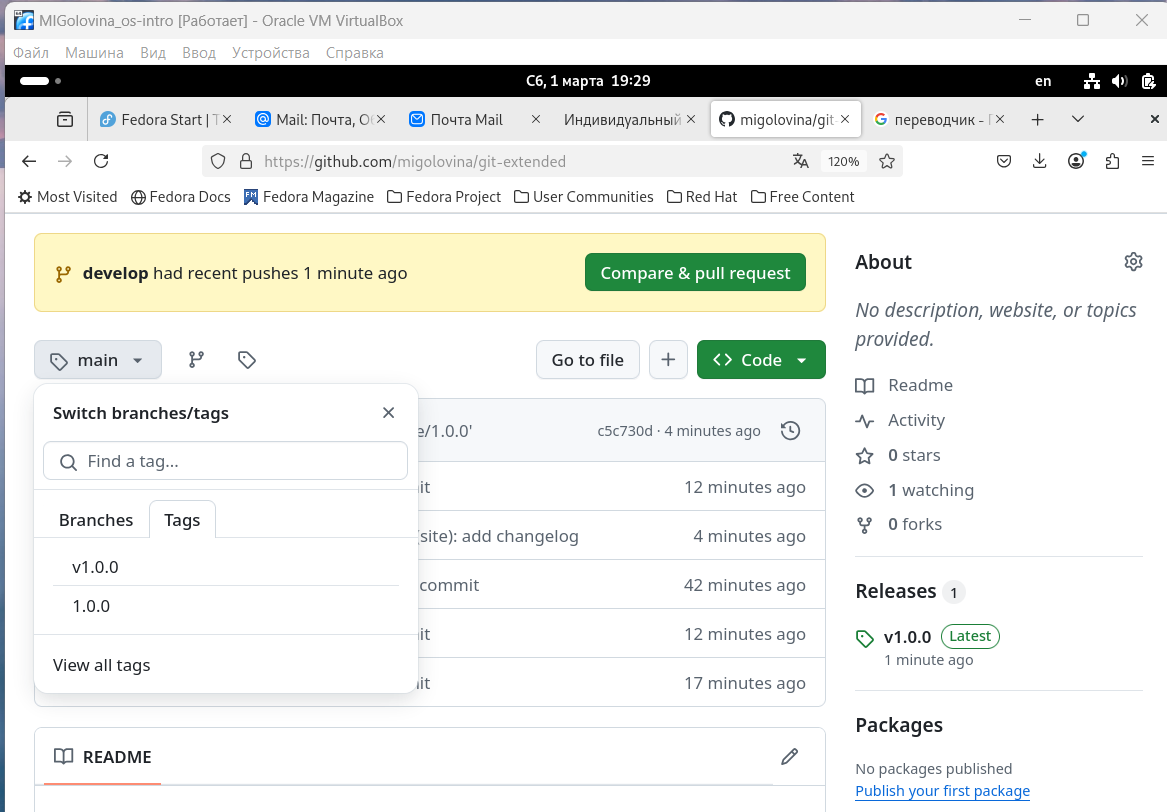 MIGolovina_os-intro [Работает] - Oracle VM VirtualBox
Файл Машина Вид Ввод Устройства Справка
Сб, 1 марта 19:29 en
Fedora Start | Mail: Почта, Почта Mail Индивидуальный migolovina/git- переводчик -
https://github.com/migolovina/git-extended 120%
Most Visited Fedora Docs Fedora Magazine Fedora Project User Communities Red Hat Free Content
develop had recent pushes 1 minute ago Compare & pull request
main Go to file Code
Switch branches/tags
e/1.0.0' c5c730d · 4 minutes ago
Find a tag...
it 12 minutes ago
Branches Tags
(site): add changelog 4 minutes ago
v1.0.0
commit 42 minutes ago
1.0.0
it 12 minutes ago
View all tags
it 17 minutes ago
README
About
No description, website, or topics
provided.
Readme
Activity
0 stars
1 watching
0 forks
Releases 1
v1.0.0 Latest
1 minute ago
Packages
No packages published
Publish your first package